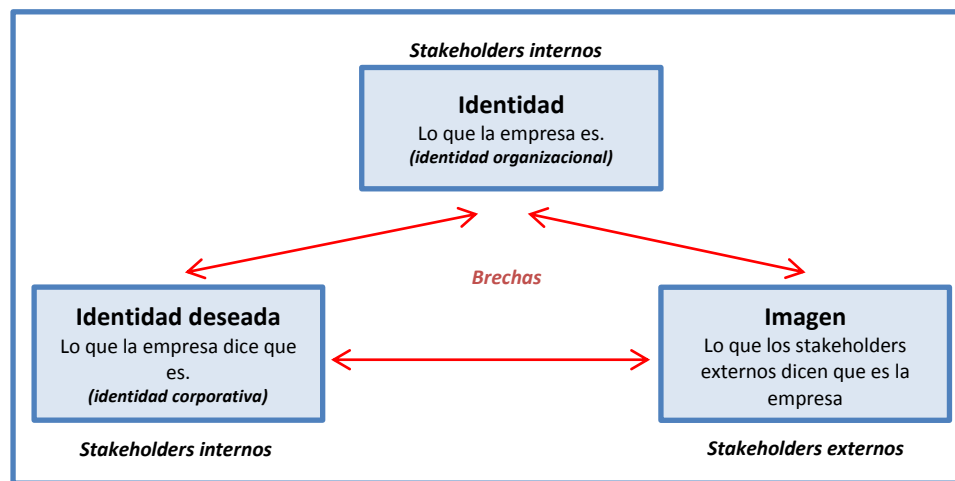 Stakeholders internos
Identidad
Lo que la empresa es.
(identidad organizacional)
Brechas
Identidad deseada
Lo que la empresa dice que
es.
(identidad corporativa)
Stakeholders internos
Imagen
Lo que los stakeholders
externos dicen que es la
empresa
Stakeholders externos